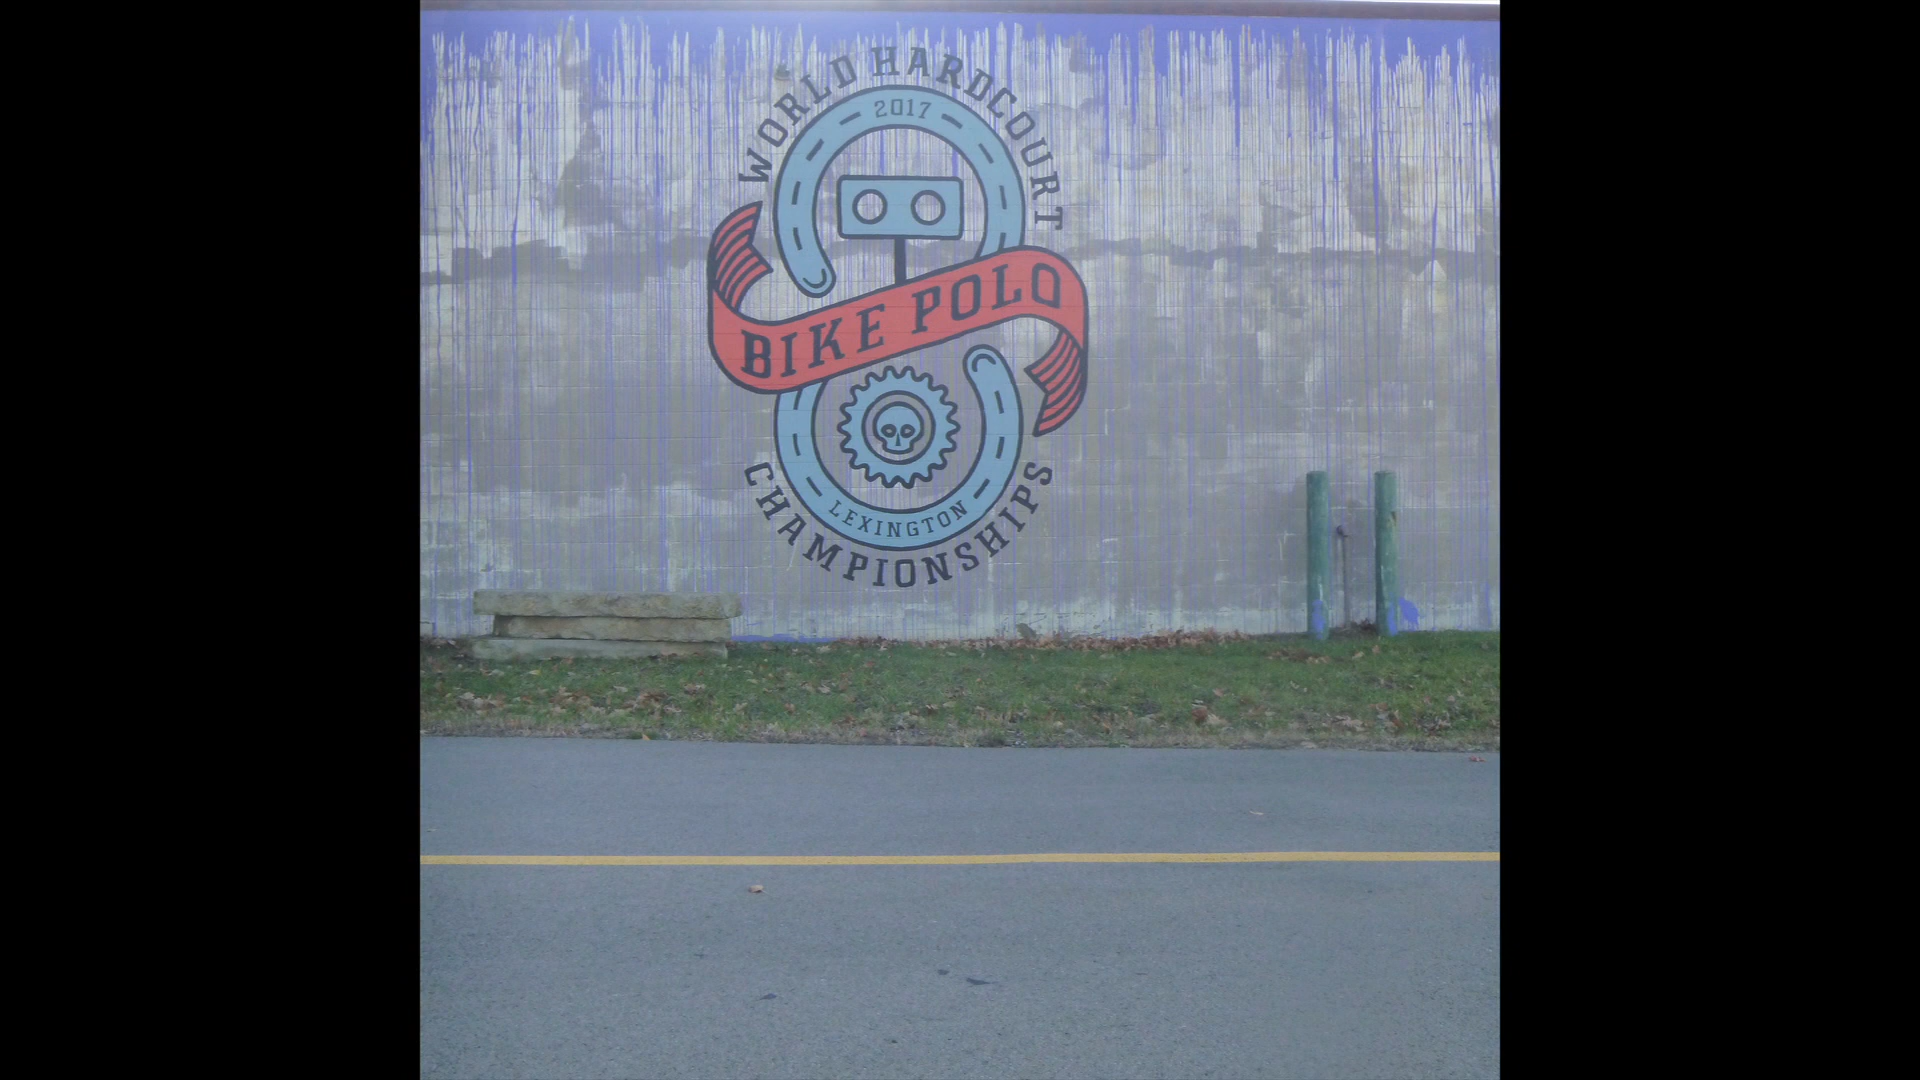 WORLD HARDCOURT
2017
BIKE POLO
LEXINGTON
CHAMPIONSHIPS